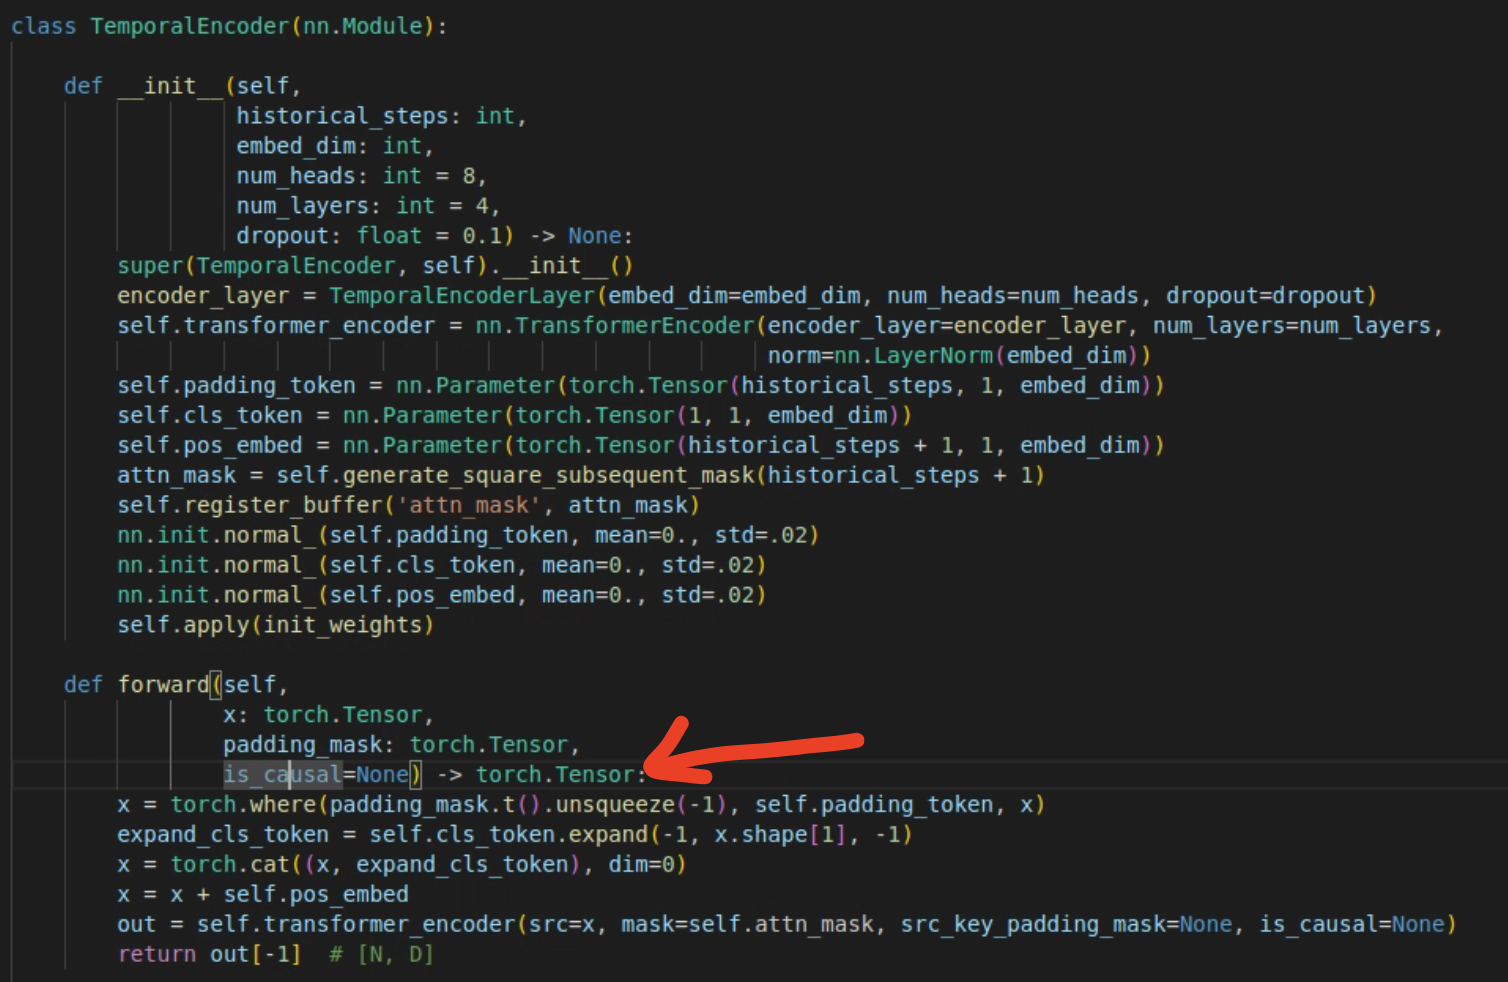 class TemporalEncoder(nn.Module):
def __init__(self,
historical_steps: int,
embed_dim: int,
num_heads: int = 8,
num_layers: int = 4,
dropout: float = 0.1) -> None:
super(TemporalEncoder, self).__init__()
encoder_layer = TemporalEncoderLayer(embed_dim=embed_dim, num_heads=num_heads, dropout=dropout)
self.transformer_encoder = nn.TransformerEncoder(encoder_layer=encoder_layer, num_layers=num_layers,
norm=nn.LayerNorm(embed_dim))
self.padding_token = nn.Parameter(torch.Tensor(historical_steps, 1, embed_dim))
self.cls_token = nn.Parameter(torch.Tensor(1, 1, embed_dim))
self.pos_embed = nn.Parameter(torch.Tensor(historical_steps + 1, 1, embed_dim))
attn_mask = self.generate_square_subsequent_mask(historical_steps + 1)
self.register_buffer('attn_mask', attn_mask)
nn.init.normal_(self.padding_token, mean=0., std=.02)
nn.init.normal_(self.cls_token, mean=0., std=.02)
nn.init.normal_(self.pos_embed, mean=0., std=.02)
self.apply(init_weights)
def forward(self,
x: torch.Tensor,
padding_mask: torch.Tensor,
is_causal=None) -> torch.Tensor:
x = torch.where(padding_mask.t().unsqueeze(-1), self.padding_token, x)
expand_cls_token = self.cls_token.expand(-1, x.shape[1], -1)
x = torch.cat((x, expand_cls_token), dim=0)
x = x + self.pos_embed
out = self.transformer_encoder(src=x, mask=self.attn_mask, src_key_padding_mask=None, is_causal=None)
return out[-1]  # [N, D]